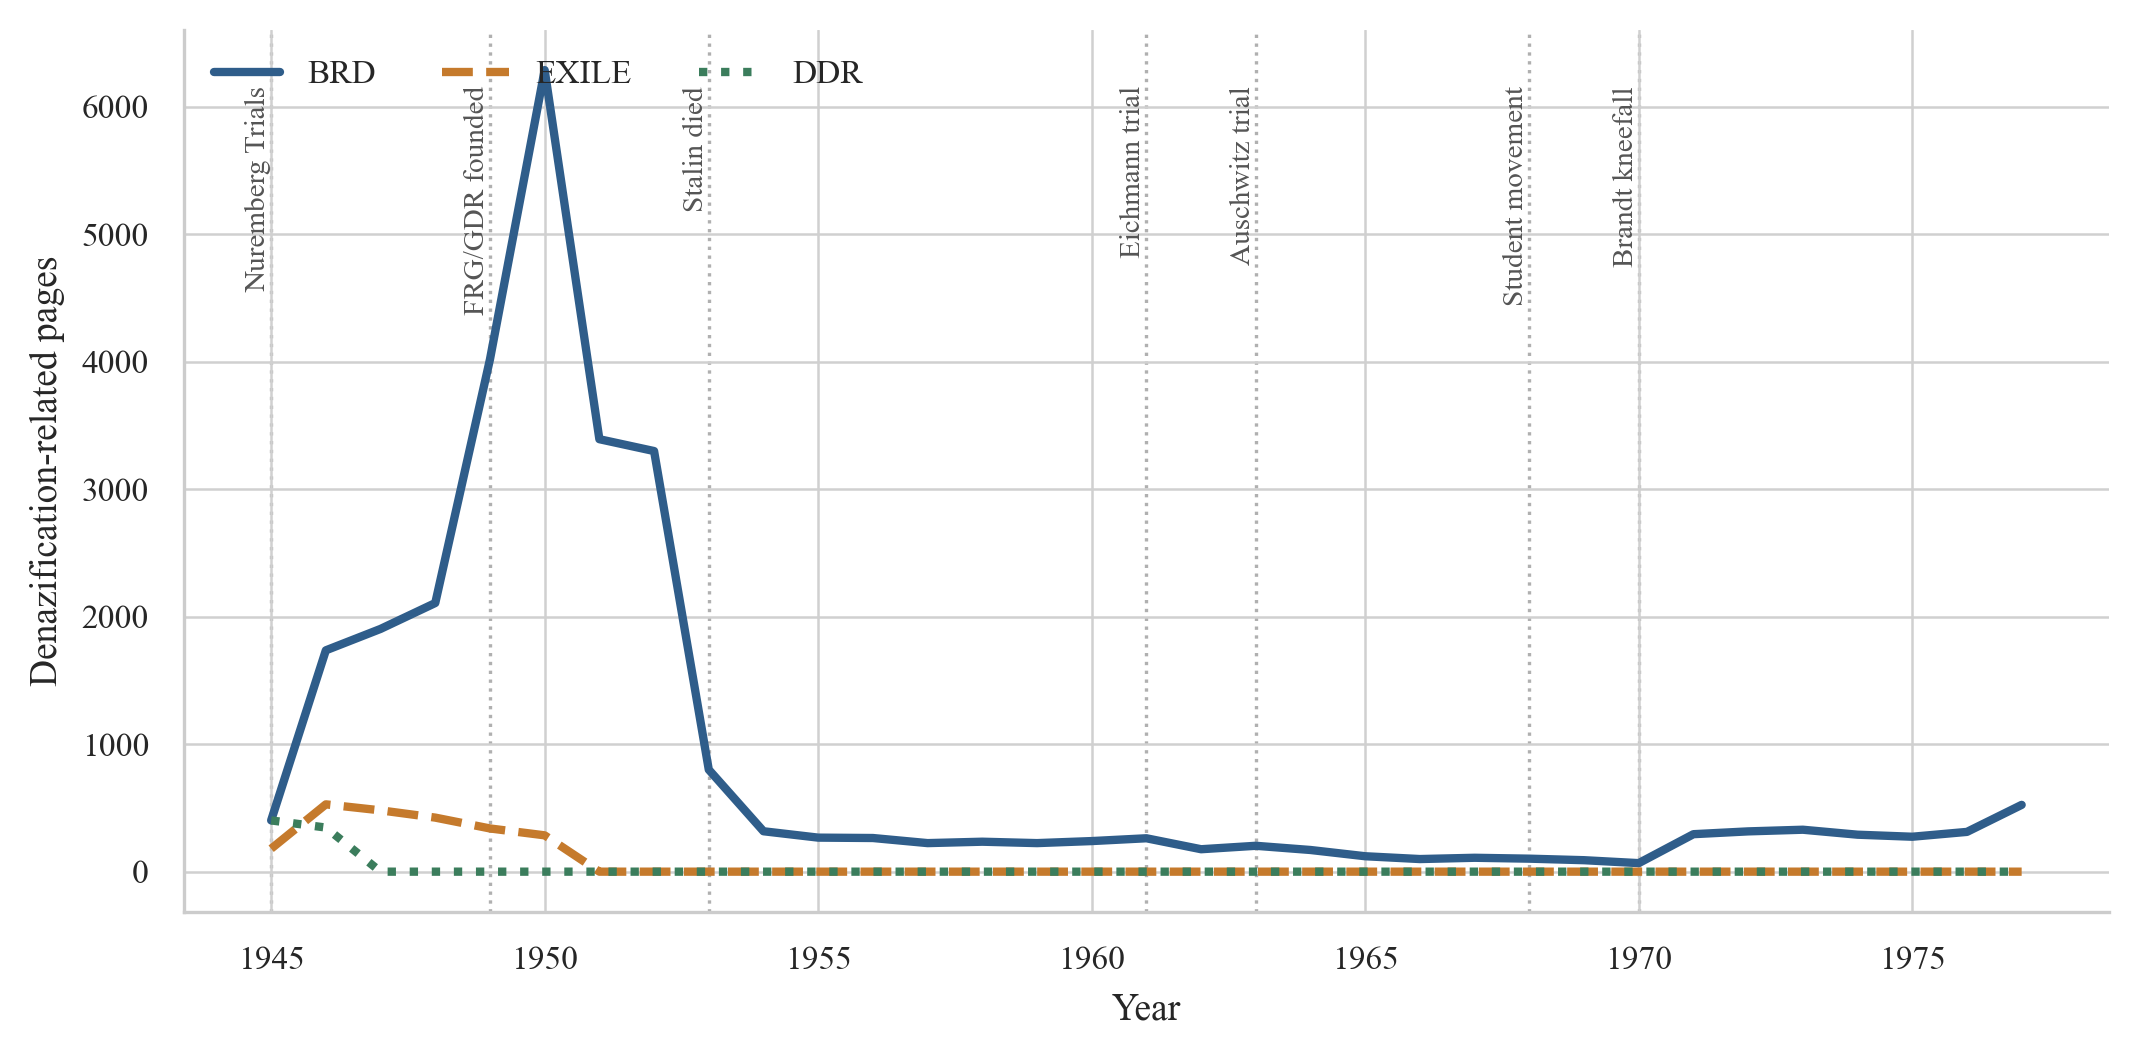 BRD EXILE DDR
Nuremberg Trials
FRG/GDR founded
Stalin died
Eichmann trial
Auschwitz trial
Student movement
Brandt kneefall
Denazification-related pages
6000
5000
4000
3000
2000
1000
0
1945 1950 1955 1960 1965 1970 1975
Year